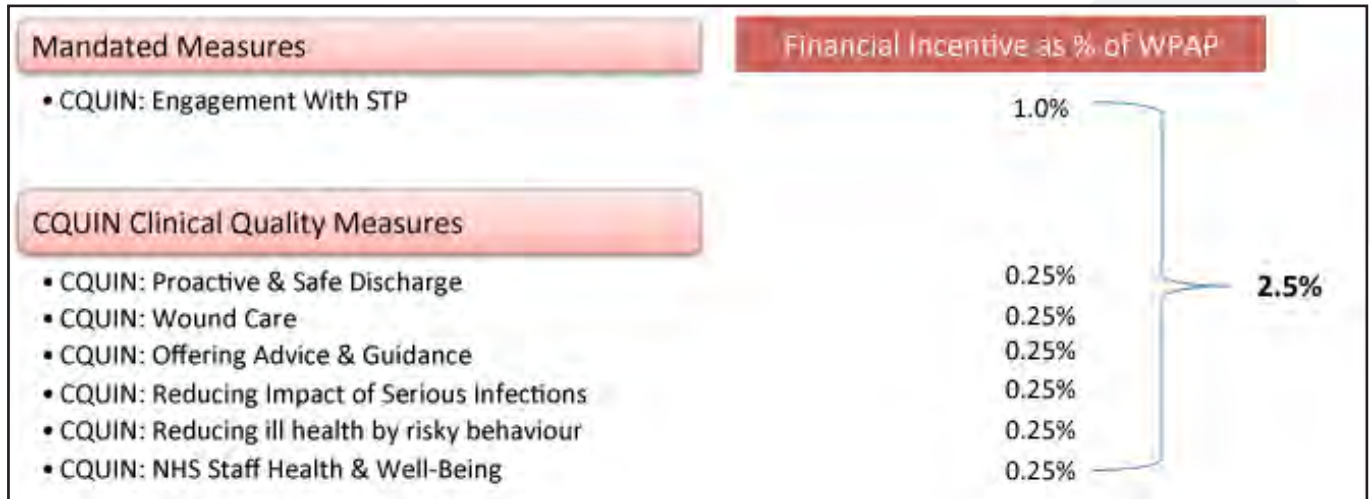 Mandated Measures Financial Incentive as % of WPAP
• CQUIN: Engagement With STP 1.0%
CQUIN Clinical Quality Measures
• CQUIN: Proactive & Safe Discharge 0.25%
2.5%
• CQUIN: Wound Care 0.25%
• CQUIN: Offering Advice & Guidance 0.25%
• CQUIN: Reducing Impact of Serious Infections 0.25%
• CQUIN: Reducing ill health by risky behaviour 0.25%
• CQUIN: NHS Staff Health & Well-Being 0.25%